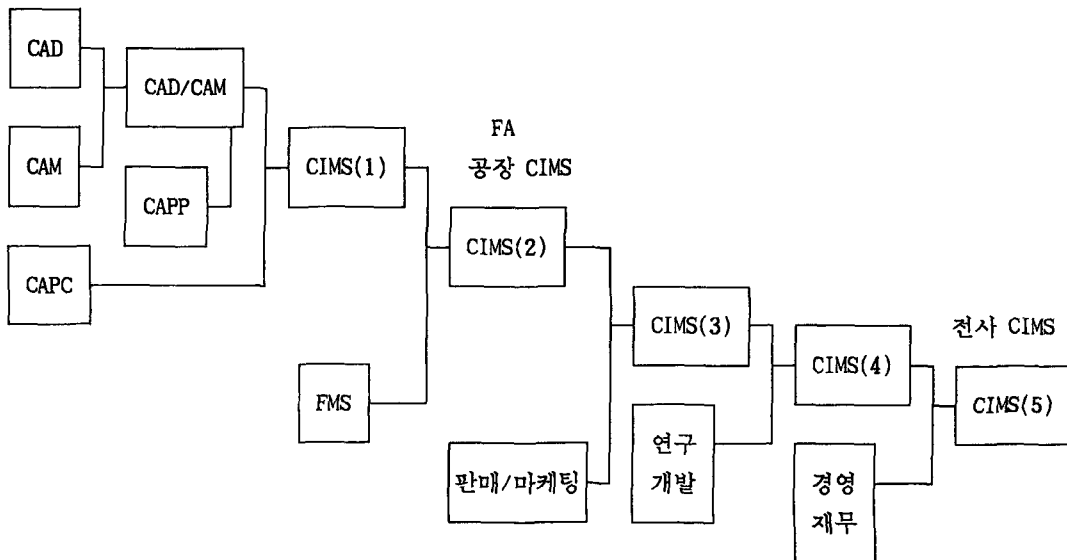 CAD
CAD/CAM
CAM
CAPP
CAPC
CIMS(1)
FA
공장 CIMS
CIMS(2)
FMS
CIMS(3)
판매/마케팅
연구
개발
CIMS(4)
경영
재무
전사 CIMS
CIMS(5)